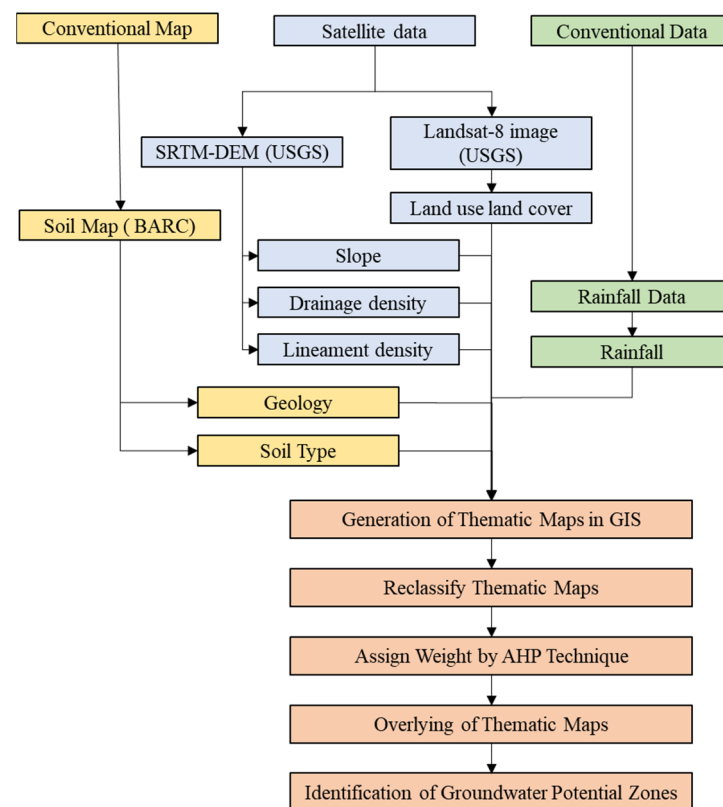 Conventional Map
Satellite data
Conventional Data
SRTM-DEM (USGS)
Landsat-8 image
(USGS)
Land use land cover
Soil Map ( BARC)
Slope
Drainage density
Lineament density
Rainfall Data
Rainfall
Geology
Soil Type
Generation of Thematic Maps in GIS
Reclassify Thematic Maps
Assign Weight by AHP Technique
Overlying of Thematic Maps
Identification of Groundwater Potential Zones